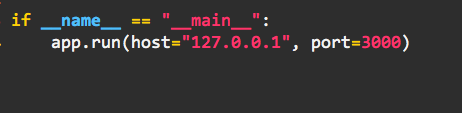 if __name__ == "__main__":
    app.run(host="127.0.0.1", port=3000)